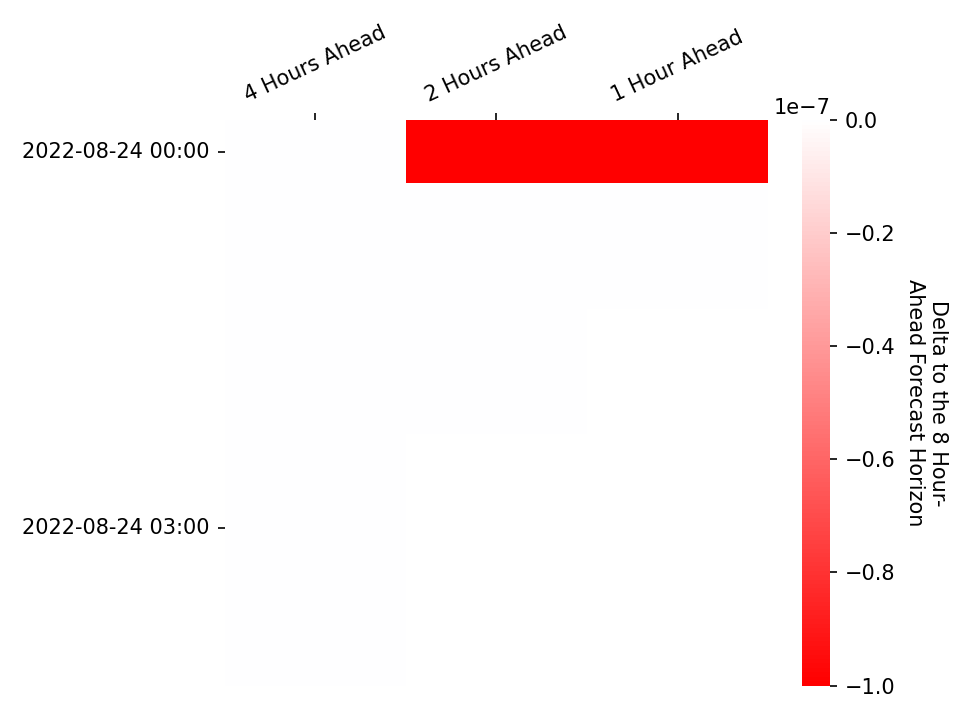 4 Hours Ahead
2 Hours Ahead
1 Hour Ahead
1e−7
2022-08-24 00:00
2022-08-24 03:00
0.0
−0.2
−0.4
−0.6
−0.8
−1.0
Delta to the 8 Hour-
Ahead Forecast Horizon